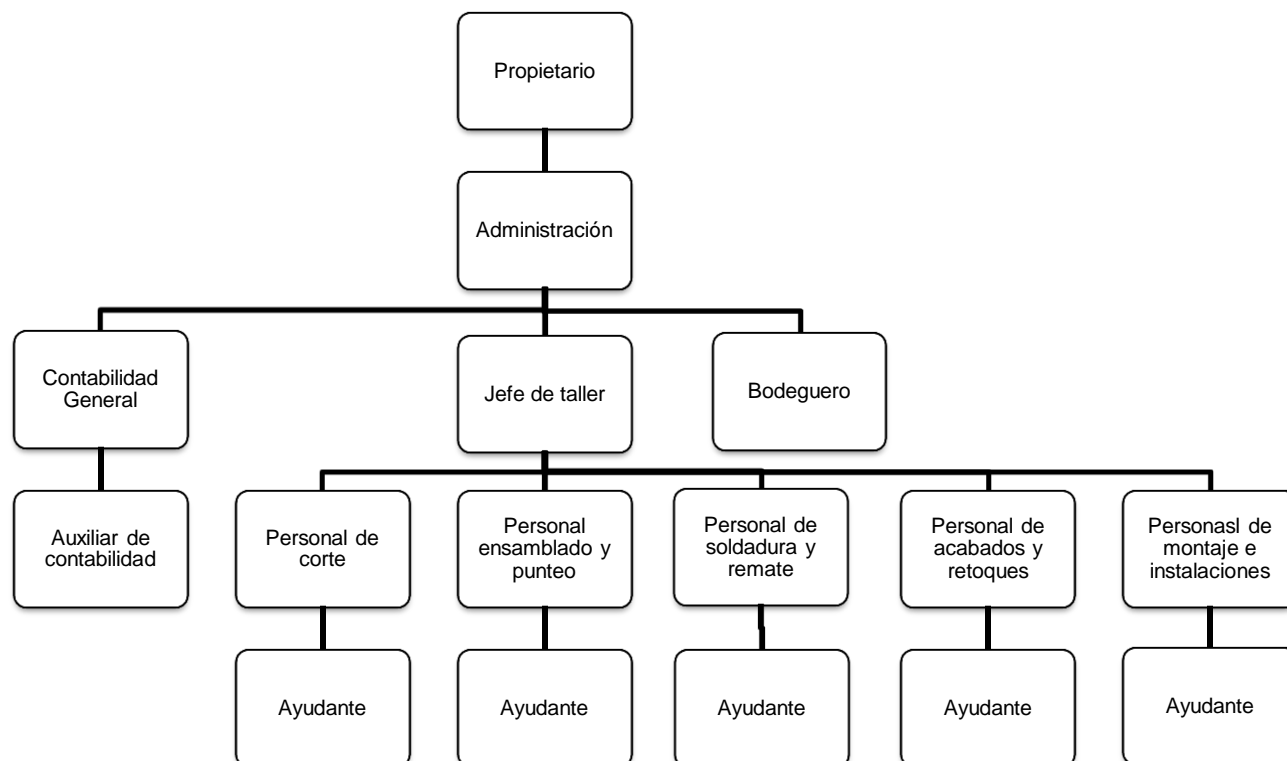 Propietario
Administración
Contabilidad
General
Jefe de taller
Bodeguero
Auxiliar de
contabilidad
Personal de
corte
Personal
ensamblado y
punteo
Personal de
soldadura y
remate
Personal de
acabados y
retoques
Personasl de
montaje e
instalaciones
Ayudante
Ayudante
Ayudante
Ayudante
Ayudante